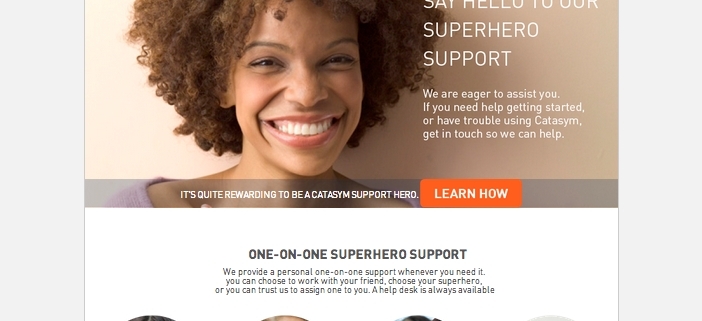 SAY HELLO TO OUR
SUPERHERO
SUPPORT
We are eager to assist you.
If you need help getting started,
or have trouble using Catasym,
get in touch so we can help.
IT'S QUITE REWARDING TO BE A CATASYM SUPPORT HERO.
LEARN HOW
ONE-ON-ONE SUPERHERO SUPPORT
We provide a personal one-on-one support whenever you need it.
you can choose to work with your friend, choose your superhero,
or you can trust us to assign one to you. A help desk is always available